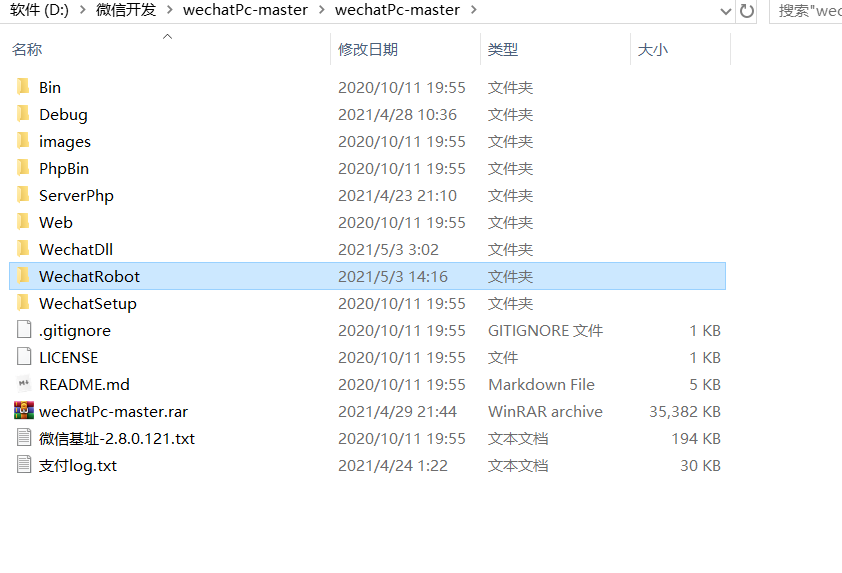 软件 (D:) > 微信开发 > wechatPc-master > wechatPc-master > 搜索"wec
名称 修改日期 类型 大小
Bin 2020/10/11 19:55 文件夹
Debug 2021/4/28 10:36 文件夹
images 2020/10/11 19:55 文件夹
PhpBin 2020/10/11 19:55 文件夹
ServerPhp 2021/4/23 21:10 文件夹
Web 2020/10/11 19:55 文件夹
WechatDll 2021/5/3 3:02 文件夹
WechatRobot 2021/5/3 14:16 文件夹
WechatSetup 2020/10/11 19:55 文件夹
.gitignore 2020/10/11 19:55 GITIGNORE 文件 1 KB
LICENSE 2020/10/11 19:55 文件 1 KB
README.md 2020/10/11 19:55 Markdown File 5 KB
wechatPc-master.rar 2021/4/29 21:44 WinRAR archive 35,382 KB
微信基址-2.8.0.121.txt 2020/10/11 19:55 文本文档 194 KB
支付log.txt 2021/4/24 1:22 文本文档 30 KB